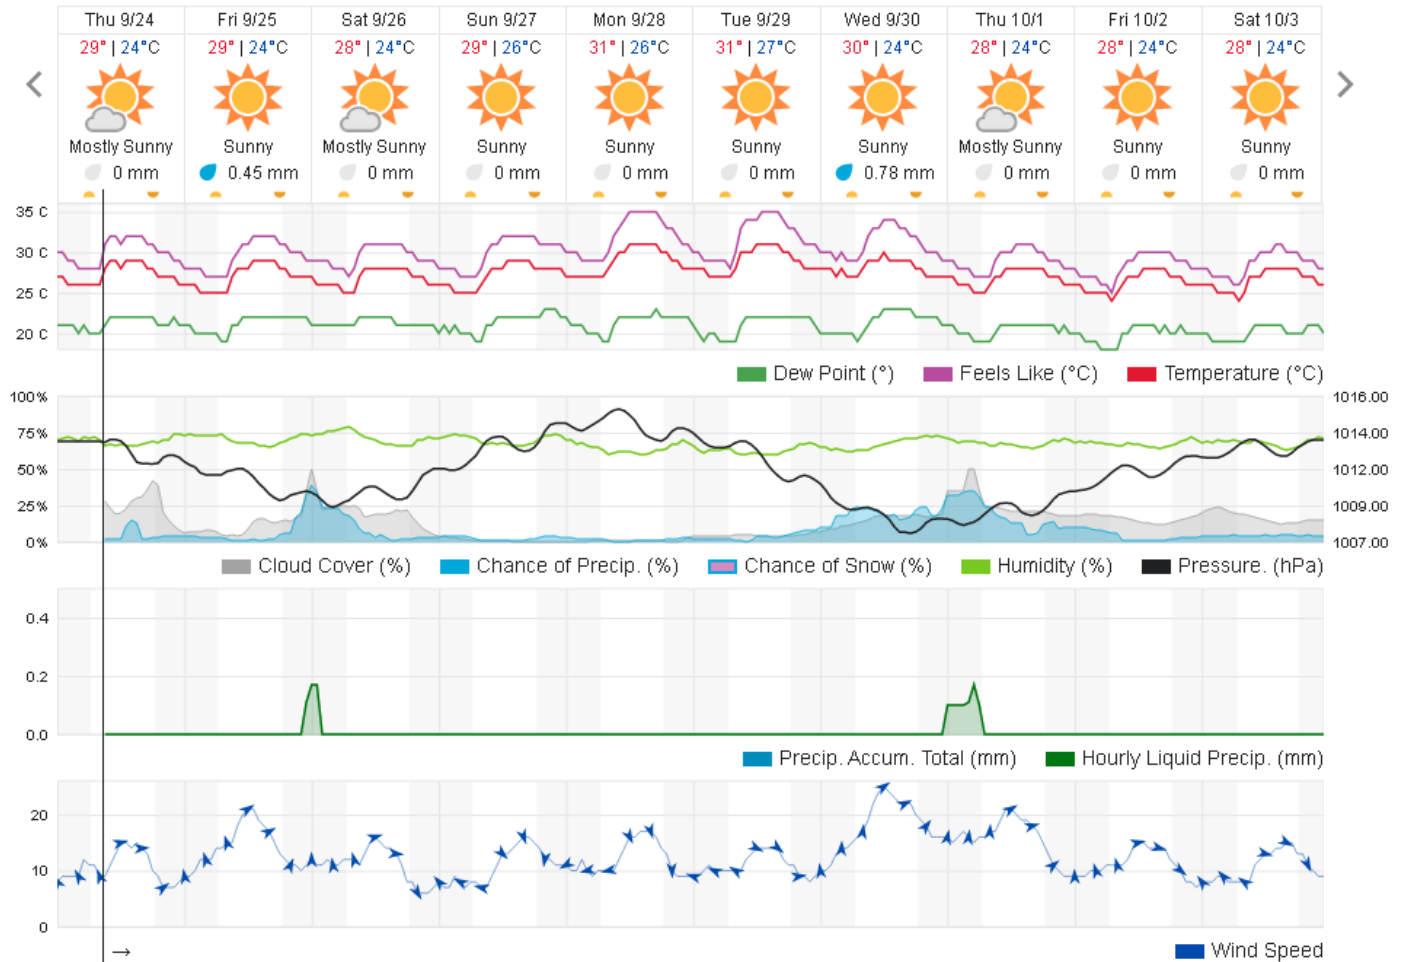 Thu 9/24 Fri 9/25 Sat 9/26 Sun 9/27 Mon 9/28 Tue 9/29 Wed 9/30 Thu 10/1 Fri 10/2 Sat 10/3
29° | 24°C 29° | 24°C 28° | 24°C 29° | 26°C 31° | 26°C 31° | 27°C 30° | 24°C 28° | 24°C 28° | 24°C 28° | 24°C
Mostly Sunny Sunny Mostly Sunny Sunny Sunny Sunny Sunny Mostly Sunny Sunny Sunny
0 mm 0.45 mm 0 mm 0 mm 0 mm 0 mm 0.78 mm 0 mm 0 mm 0 mm
35 C
30 C
25 C
20 C
Dew Point (°) Feels Like (°C) Temperature (°C)
100% 1016.00
75% 1014.00
50% 1012.00
25% 1009.00
0% 1007.00
Cloud Cover (%) Chance of Precip. (%) Chance of Snow (%) Humidity (%) Pressure. (hPa)
0.4
0.2
0.0
Precip. Accum. Total (mm) Hourly Liquid Precip. (mm)
20
10
0
→
Wind Speed